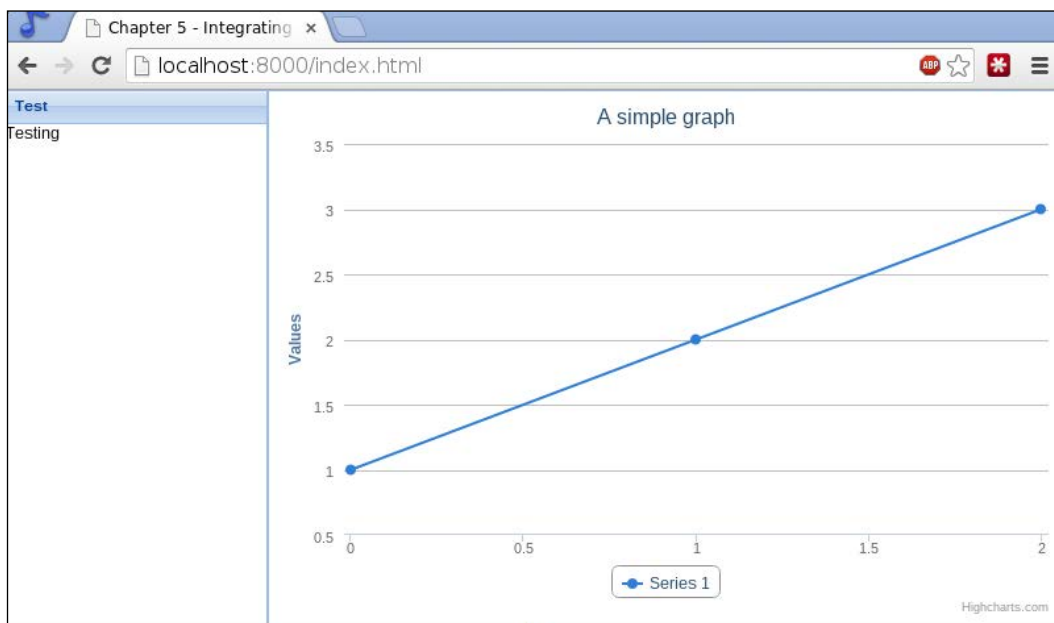 Chapter 5 - Integrating
localhost:8000/index.html
ABP
Test
Testing
A simple graph
3.5
3
2.5
2
1.5
1
0.5
Values
0
0.5
1
1.5
2
Series 1
Highcharts.com